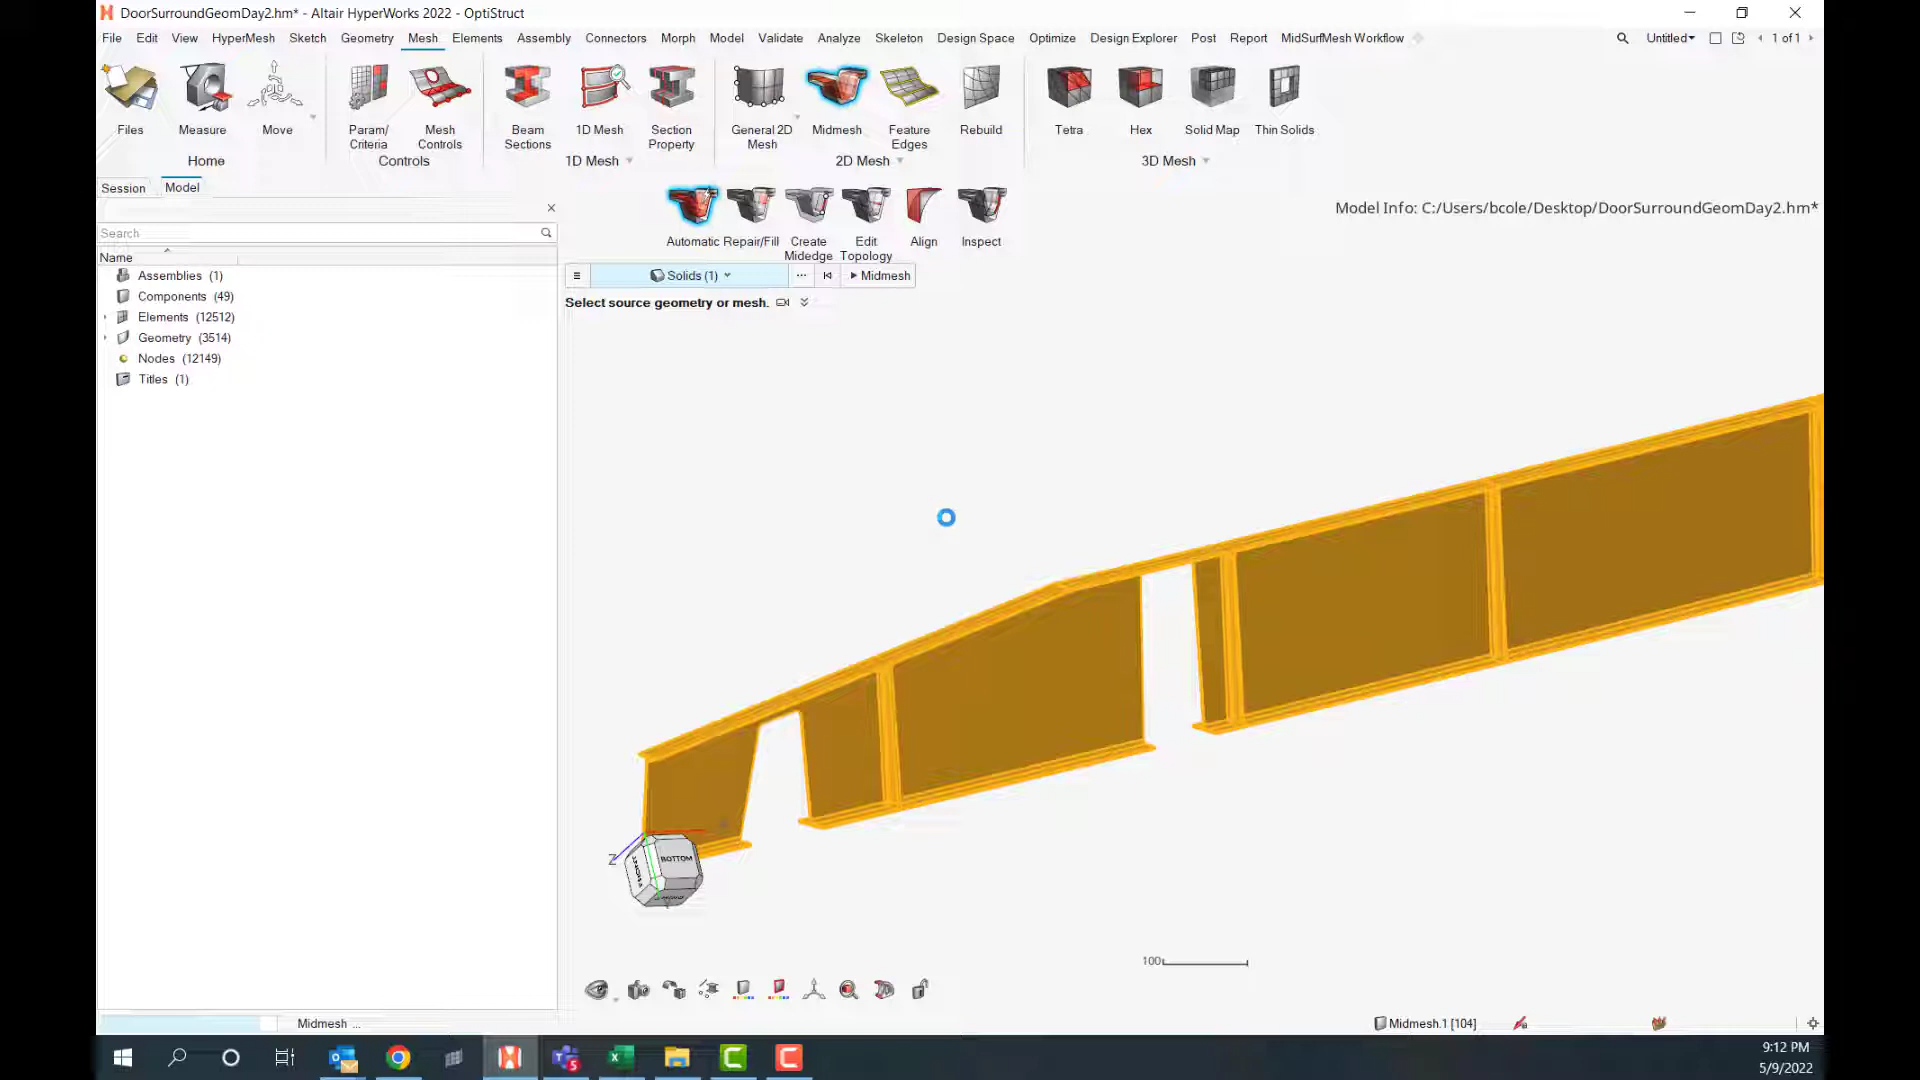 DoorSurroundGeomDay2.hm* - Altair HyperWorks 2022 - OptiStruct
File Edit View HyperMesh Sketch Geometry Mesh Elements Assembly Connectors Morph Model Validate Analyze Skeleton Design Space Optimize Design Explorer Post Report MidSurfMesh Workflow Untitled 1 of 1
Files Measure Move Param/ Criteria Mesh Controls Beam Sections 1D Mesh Section Property General 2D Mesh Midmesh Feature Edges Rebuild Tetra Hex Solid Map Thin Solids
Home Controls 1D Mesh 2D Mesh 3D Mesh
Session Model
Automatic Repair/Fill Create Midedge Edit Topology Align Inspect
Model Info: C:/Users/bcole/Desktop/DoorSurroundGeomDay2.hm*
Search
Name
Solids (1) Midmesh
Select source geometry or mesh.
Assemblies (1)
Components (49)
Elements (12512)
Geometry (3514)
Nodes (12149)
Titles (1)
Z
BOTTOM
100
Midmesh ...
Midmesh.1 [104]
9:12 PM
5/9/2022